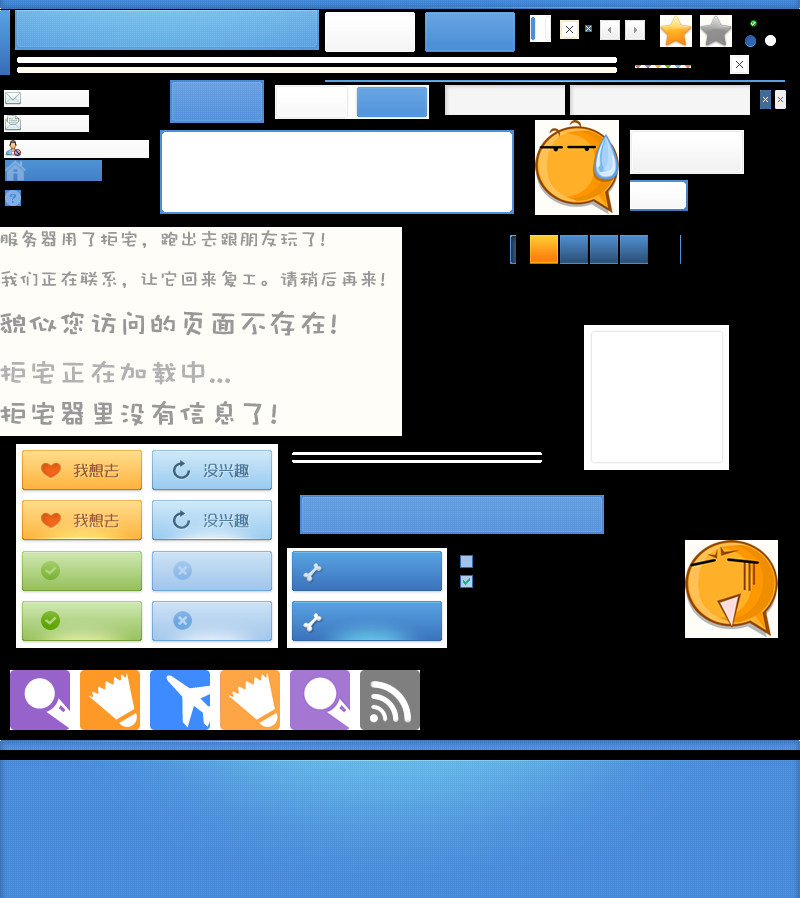 服务器用了拒宅，跑出去跟朋友玩了！
我们正在联系，让它回来复工。请稍后再来！
貌似您访问的页面不存在！
拒宅正在加载中...
拒宅器里没有信息了！
我想去 没兴趣
我想去 没兴趣